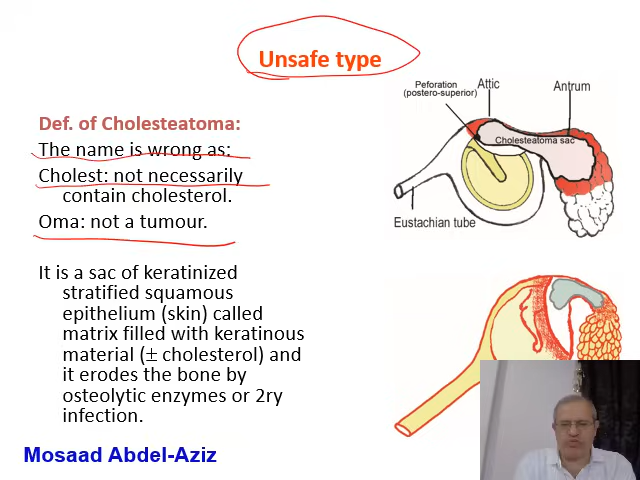 Unsafe type
Def. of Cholesteatoma:
The name is wrong as:
Cholest: not necessarily
contain cholesterol.
Oma: not a tumour.
It is a sac of keratinized
stratified squamous
epithelium (skin) called
matrix filled with keratinous
material (± cholesterol) and
it erodes the bone by
osteolytic enzymes or 2ry
infection.
Mosaad Abdel-Aziz
Peforation
(postero-superior)
Attic
Antrum
Cholesteatoma sac
Eustachian tube